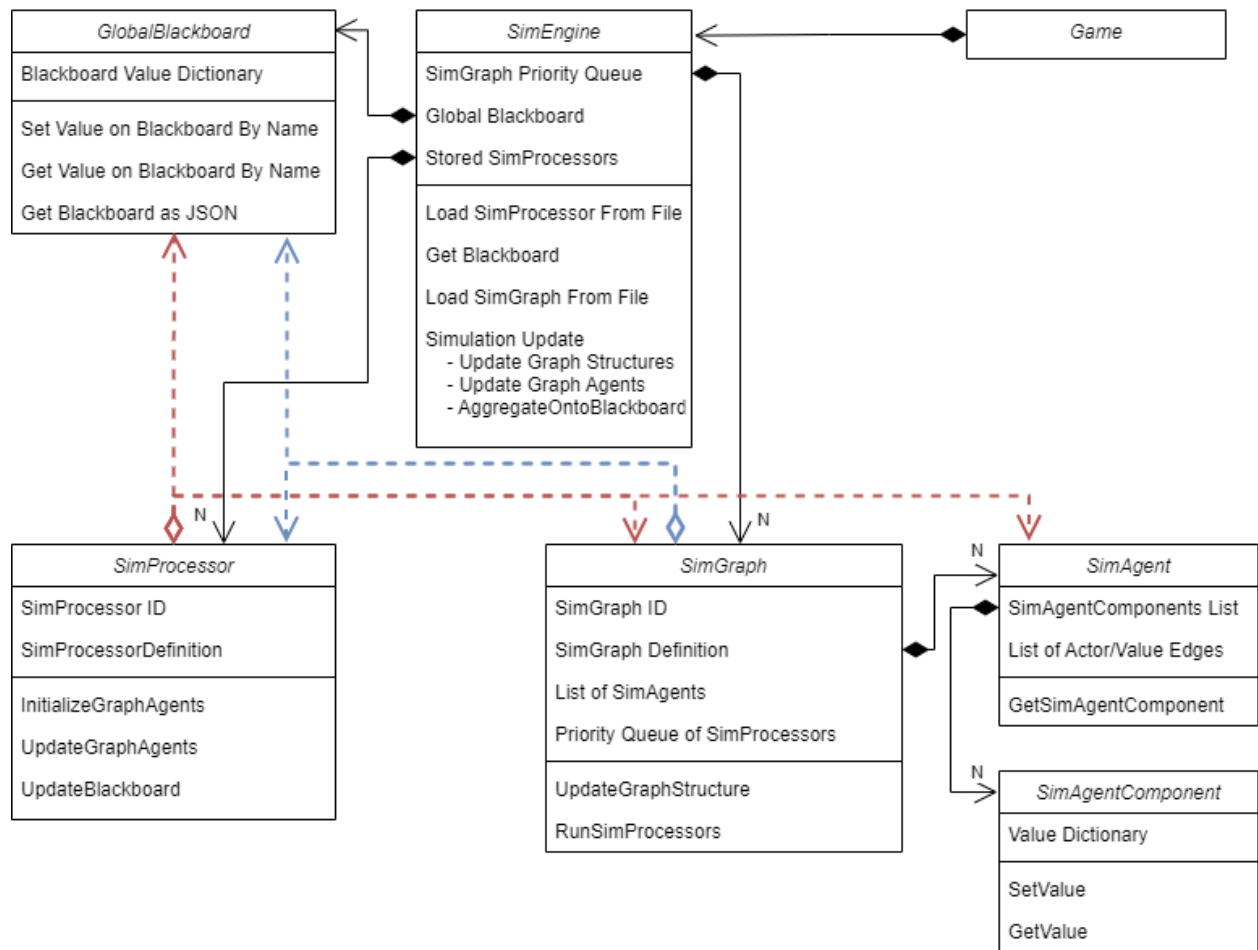 GlobalBlackboard
Blackboard Value Dictionary
Set Value on Blackboard By Name
Get Value on Blackboard By Name
Get Blackboard as JSON
SimEngine
SimGraph Priority Queue
Global Blackboard
Stored SimProcessors
Load SimProcessor From File
Get Blackboard
Load SimGraph From File
Simulation Update
- Update Graph Structures
- Update Graph Agents
- AggregateOntoBlackboard
Game
N
SimProcessor
SimProcessor ID
SimProcessorDefinition
InitializeGraphAgents
UpdateGraphAgents
UpdateBlackboard
N
SimGraph
SimGraph ID
SimGraph Definition
List of SimAgents
Priority Queue of SimProcessors
UpdateGraphStructure
RunSimProcessors
N
SimAgent
SimAgentComponents List
List of Actor/Value Edges
GetSimAgentComponent
N
SimAgentComponent
Value Dictionary
SetValue
GetValue